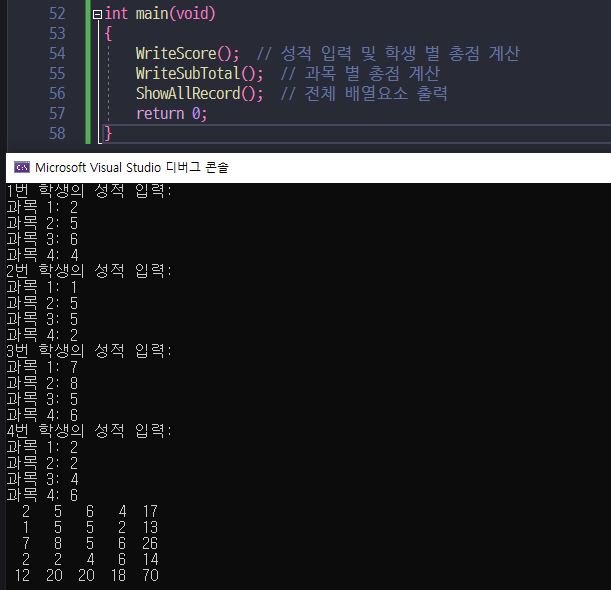 52 int main(void)
53 {
54 WriteScore(); // 성적 입력 및 학생 별 총점 계산
55 WriteSubTotal(); // 과목 별 총점 계산
56 ShowAllRecord(); // 전체 배열요소 출력
57 return 0;
58 }
Microsoft Visual Studio 디버그 콘솔
1번 학생의 성적 입력:
과목 1: 2
과목 2: 5
과목 3: 6
과목 4: 4
2번 학생의 성적 입력:
과목 1: 1
과목 2: 5
과목 3: 5
과목 4: 2
3번 학생의 성적 입력:
과목 1: 7
과목 2: 8
과목 3: 5
과목 4: 6
4번 학생의 성적 입력:
과목 1: 2
과목 2: 2
과목 3: 4
과목 4: 6
2 5 6 4 17
1 5 5 2 13
7 8 5 6 26
2 2 4 6 14
12 20 20 18 70